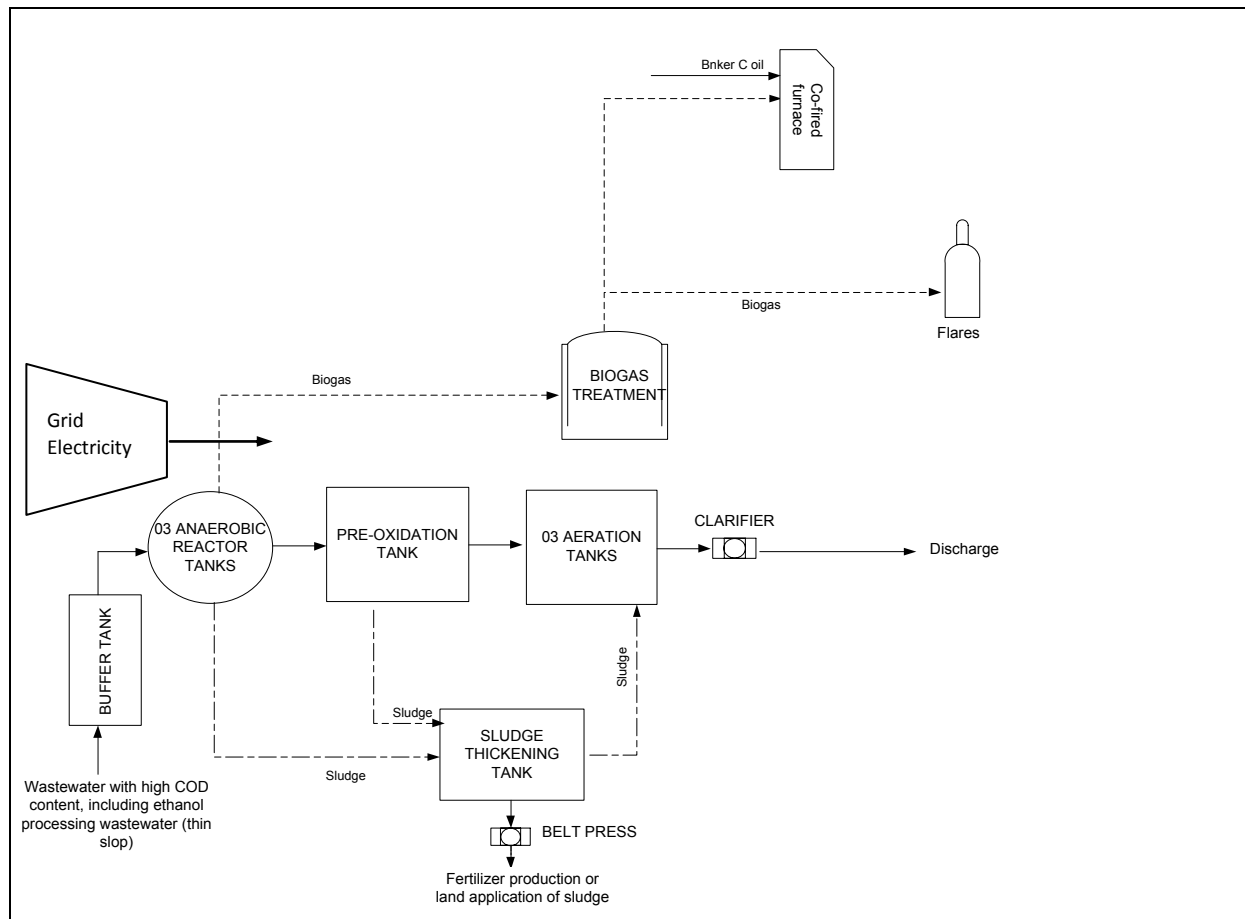 Bnker C oil
Co-fired
furnace
Biogas
Flares
BIOGAS
TREATMENT
Biogas
Grid
Electricity
03 ANAEROBIC
REACTOR
TANKS
PRE-OXIDATION
TANK
03 AERATION
TANKS
CLARIFIER
Discharge
BUFFER TANK
Sludge
Sludge
Sludge
SLUDGE
THICKENING
TANK
Wastewater with high COD
content, including ethanol
processing wastewater (thin
slop)
BELT PRESS
Fertilizer production or
land application of sludge